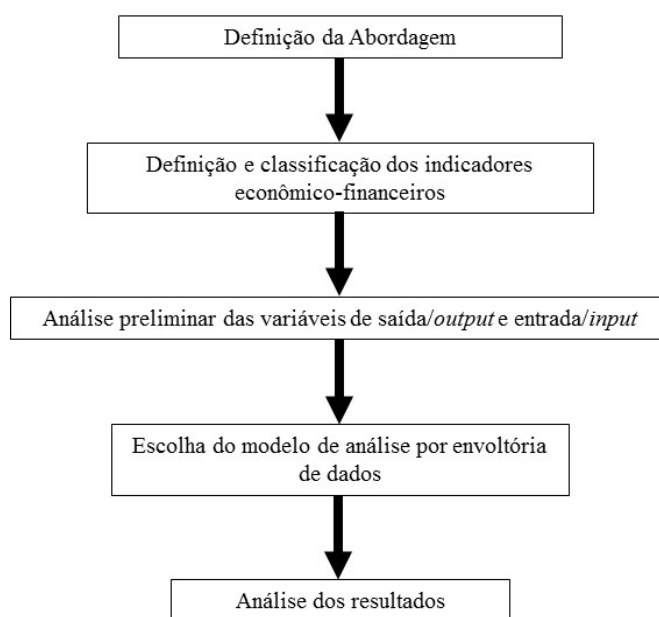 Definição da Abordagem
Definição e classificação dos indicadores
econômico-financeiros
Análise preliminar das variáveis de saída/output e entrada/input
Escolha do modelo de análise por envoltória
de dados
Análise dos resultados